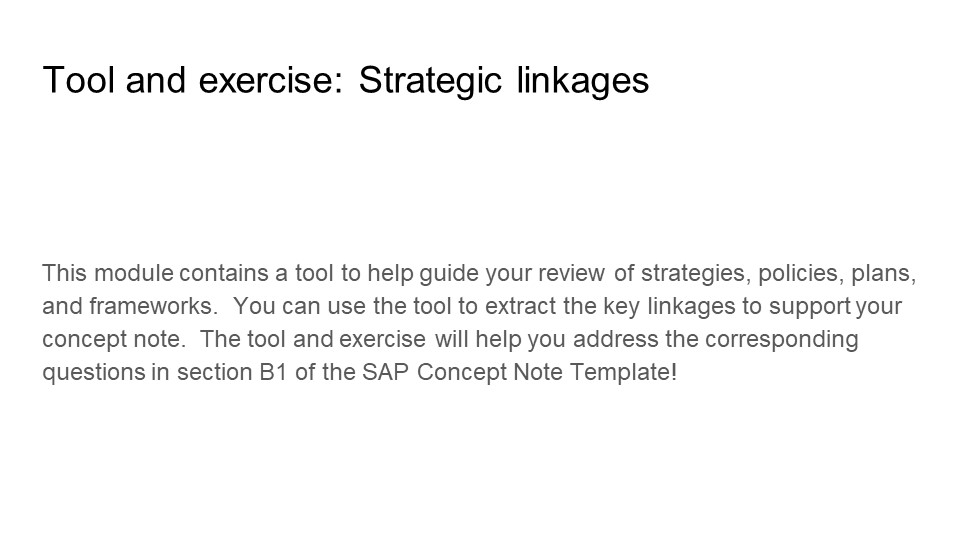 Tool and exercise: Strategic linkages
This module contains a tool to help guide your review of strategies, policies, plans,
and frameworks. You can use the tool to extract the key linkages to support your
concept note. The tool and exercise will help you address the corresponding
questions in section B1 of the SAP Concept Note Template!